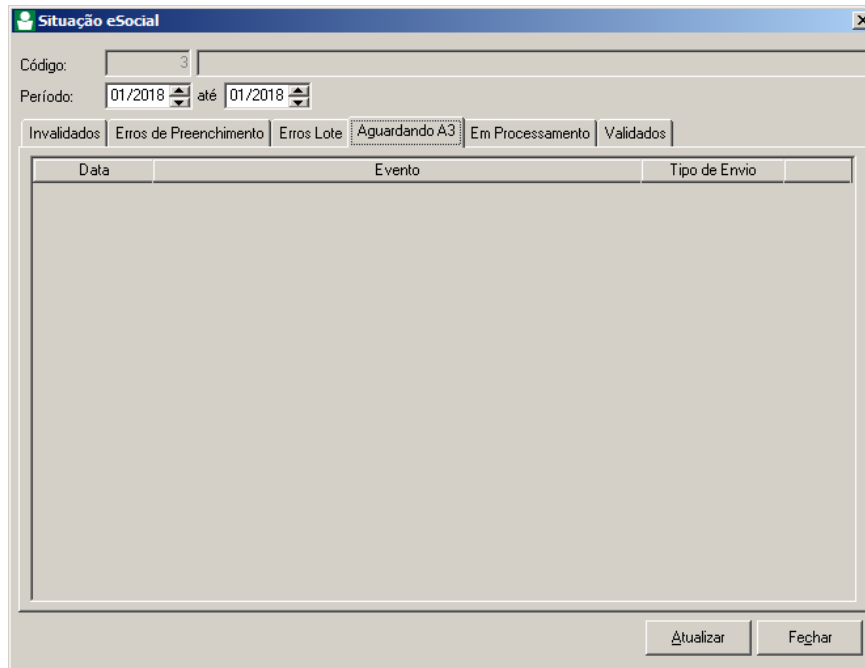 Situação eSocial
Código: 3
Período: 01/2018 até 01/2018
Invalidados Erros de Preenchimento Erros Lote Aguardando A3 Em Processamento Validados
Data Evento Tipo de Envio
Atualizar Fechar